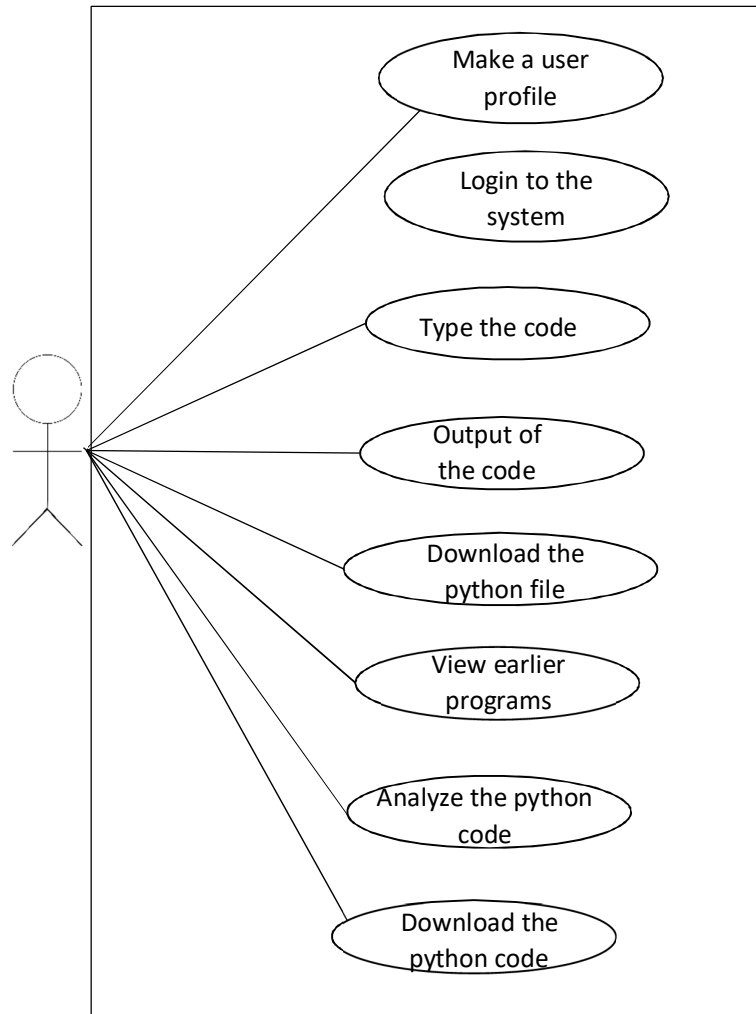 Make a user
profile
Login to the
system
Type the code
Output of
the code
Download the
python file
View earlier
programs
Analyze the python
code
Download the
python code